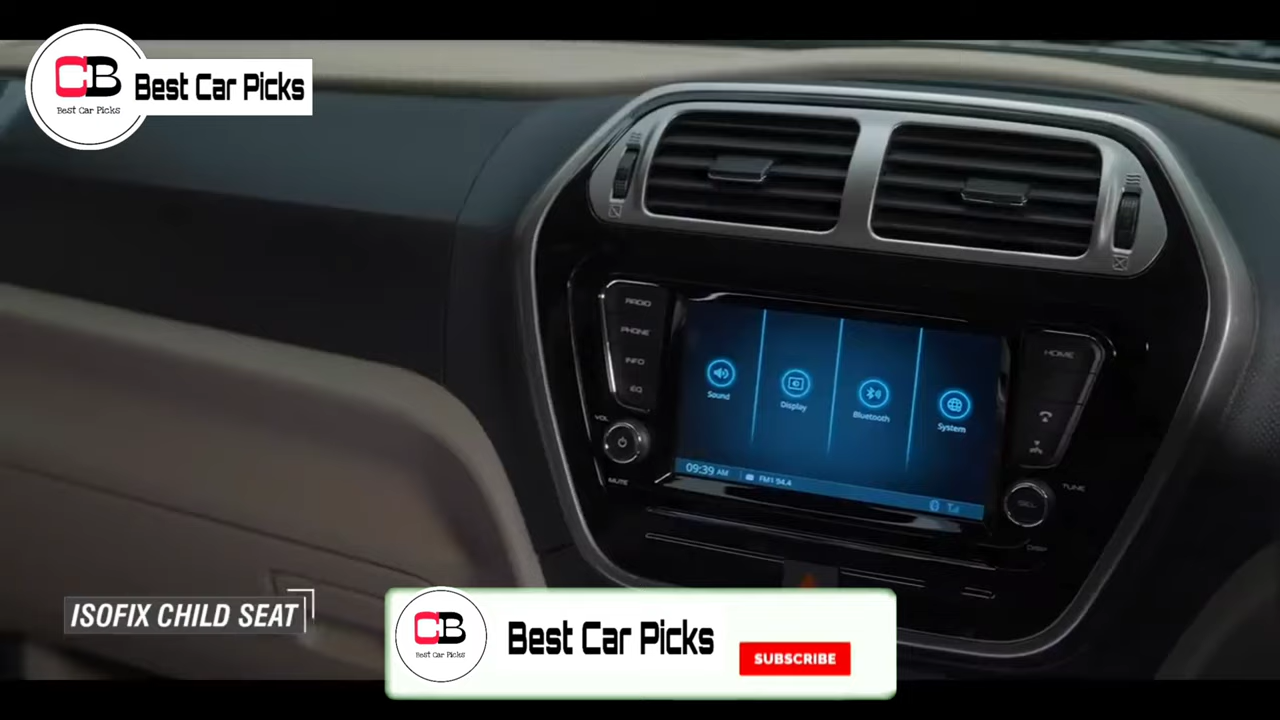 CB
Best Car Picks
Best Car Picks
RADIO
PHONE
INFO
EQ
VOL
MUTE
HOME
TUNE
SEL
DISP
Sound
Display
Bluetooth
System
09:39 AM
FM1 94.4
ISOFIX CHILD SEAT
CB
Best Car Picks
Best Car Picks
SUBSCRIBE